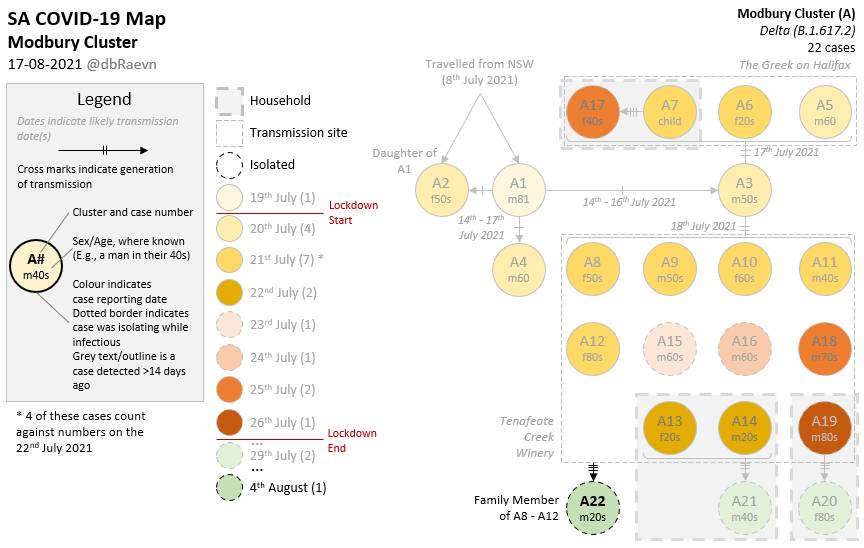 SA COVID-19 Map
Modbury Cluster
17-08-2021 @dbRaevn
Legend
Dates indicate likely transmission
date(s)
Cross marks indicate generation
of transmission
Cluster and case number
Sex/Age, where known
(E.g., a man in their 40s)
A#
m40s
Colour indicates
case reporting date
Dotted border indicates
case was isolating while
infectious
Grey text/outline is a
case detected >14 days
ago
* 4 of these cases count
against numbers on the
22nd July 2021
Household
Transmission site
Isolated
19th July (1)
Lockdown
Start
20th July (4)
21st July (7) *
22nd July (2)
23rd July (1)
24th July (1)
25th July (2)
26th July (1)
Lockdown
End
...
29th July (2)
...
4th August (1)
Modbury Cluster (A)
Delta (B.1.617.2)
22 cases
The Greek on Halifax
Travelled from NSW
(8th July 2021)
A17
f40s
A7
child
A6
f20s
A5
m60
17th July 2021
Daughter of
A1
A2
f50s
A1
m81
14th - 16th July 2021
A3
m50s
14th - 17th
July 2021
18th July 2021
A4
m60
A8
f50s
A9
m50s
A10
f60s
A11
m40s
A12
f80s
A15
m60s
A16
m60s
A18
m70s
Tenafeate
Creek
Winery
A13
f20s
A14
m20s
A19
m80s
Family Member
of A8 - A12
A22
m20s
A21
m40s
A20
f80s